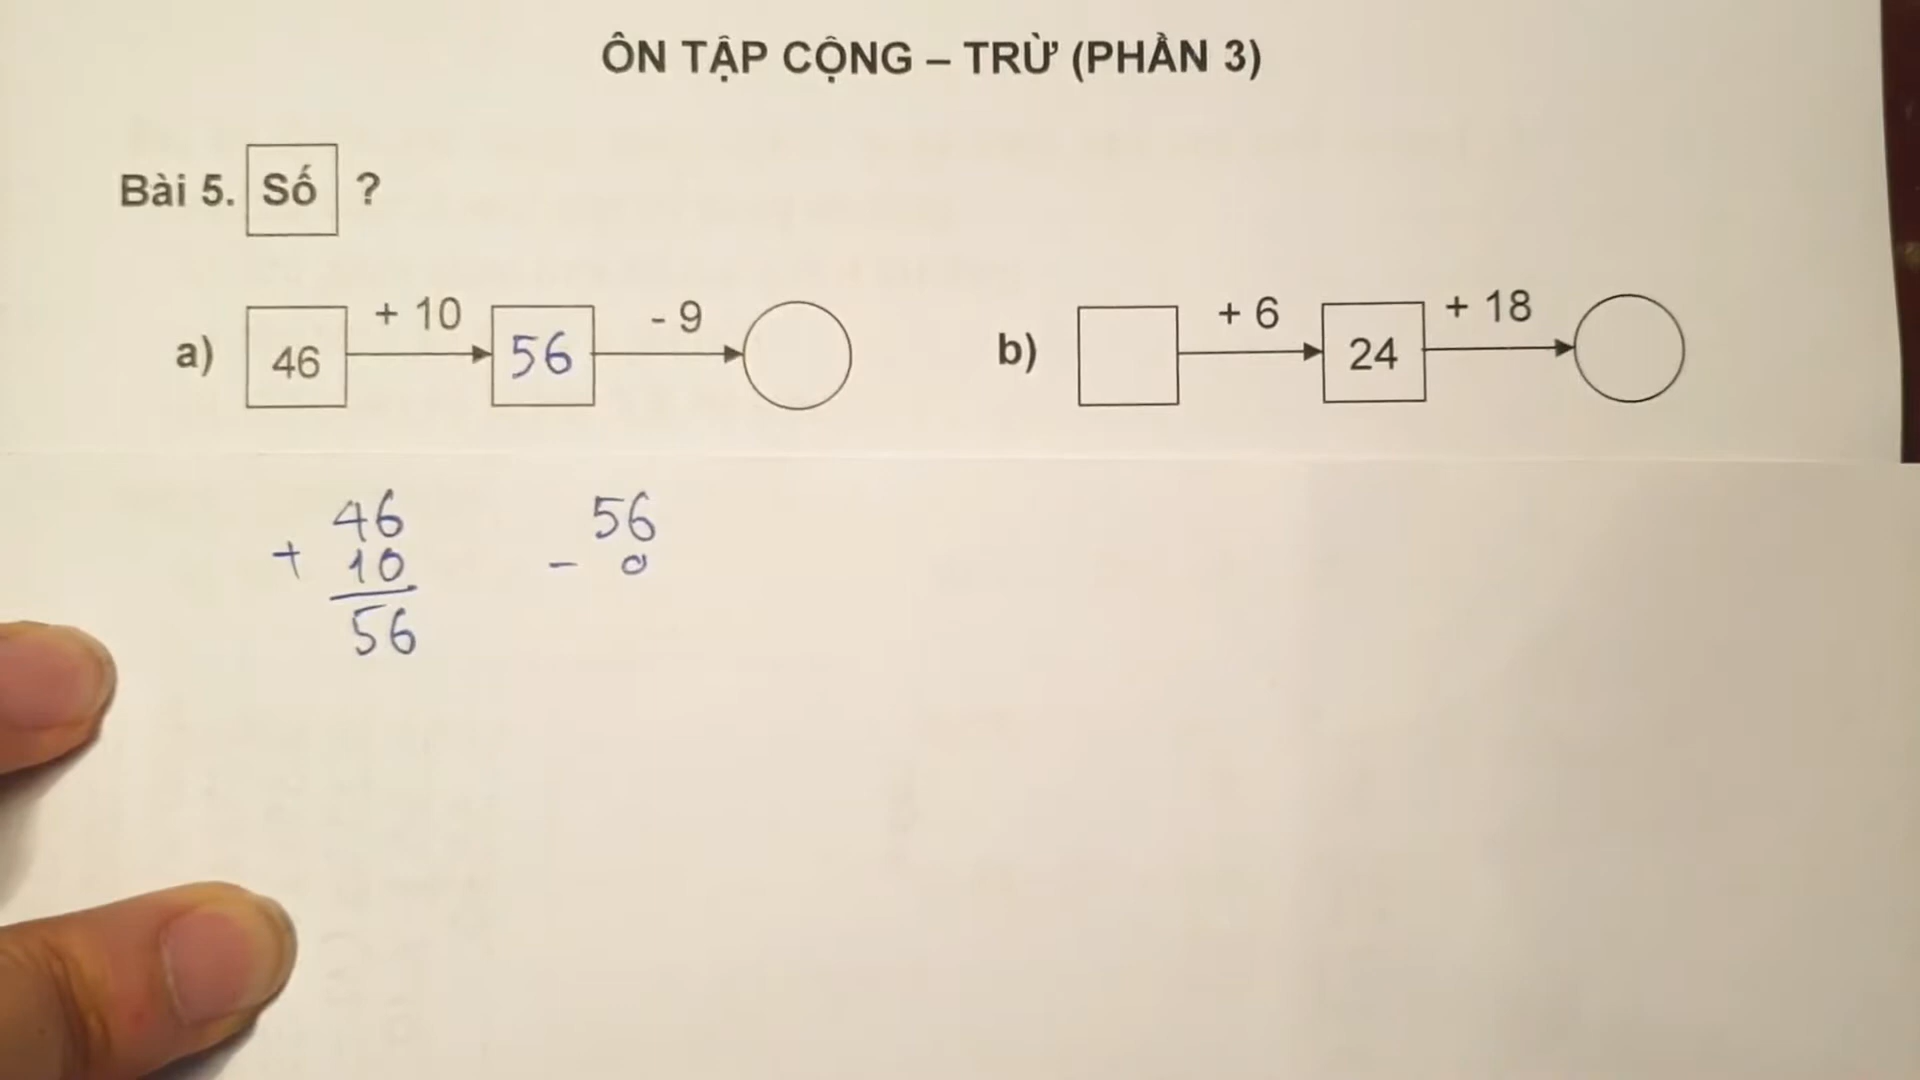 ÔN TẬP CỘNG – TRỪ (PHẦN 3)
Bài 5. Số ?
a) 46 + 10 56 - 9
b) + 6 24 + 18
46 56
+ 10 - 0
56